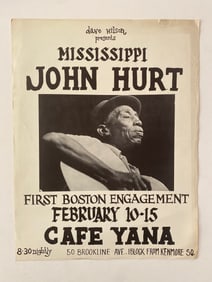 dave wilson
presents
MISSISSIPPI
JOHN HURT
FIRST BOSTON ENGAGEMENT
FEBRUARY 10-15
CAFE YANA
8:30 nightly 50 BROOKLINE AVE. 1 BLOCK FROM KENMORE SQ.